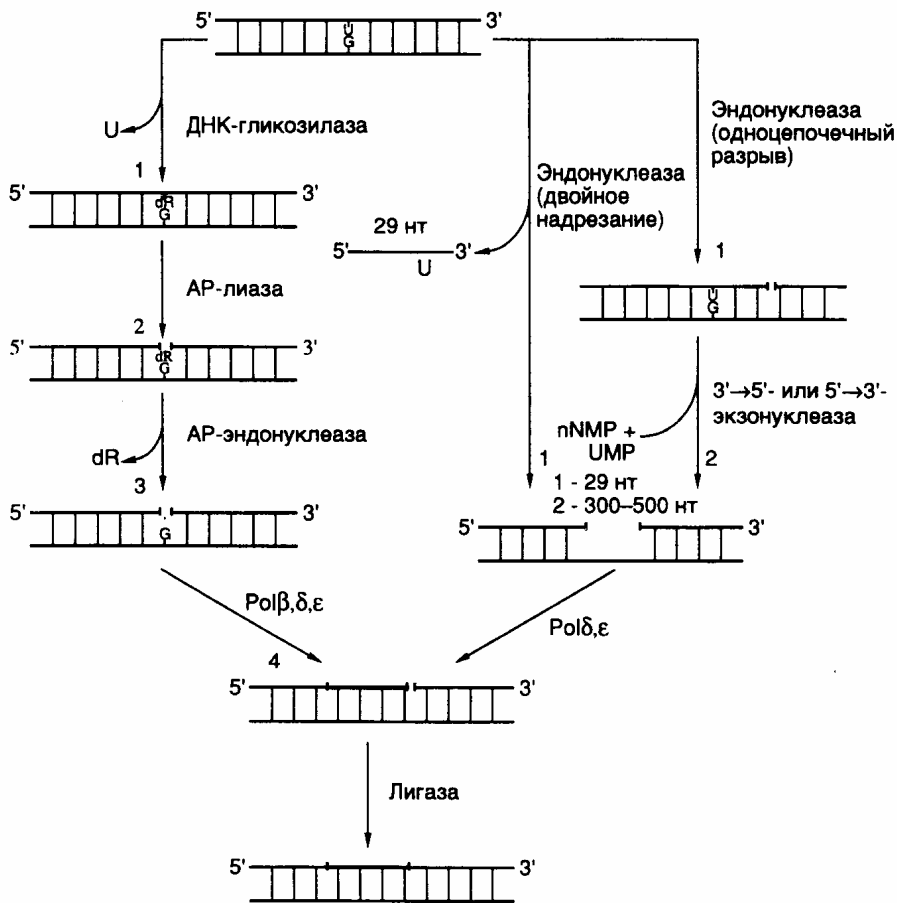 5' 3'
U
G
U
ДНК-гликозилаза
Эндонуклеаза
(одноцепочечный
разрыв)
1
5' 3'
dR
G
Эндонуклеаза
(двойное
надрезание)
29 нт
5' 3'
U
1
U
G
АР-лиаза
2
5' 3'
dR
G
3'→5'- или 5'→3'-
экзонуклеаза
nNMP +
UMP
АР-эндонуклеаза
dR
3
1
2
1 - 29 нт
2 - 300–500 нт
5' 3'
G
5' 3'
Polβ,δ,ε
Polδ,ε
4
5' 3'
Лигаза
5' 3'